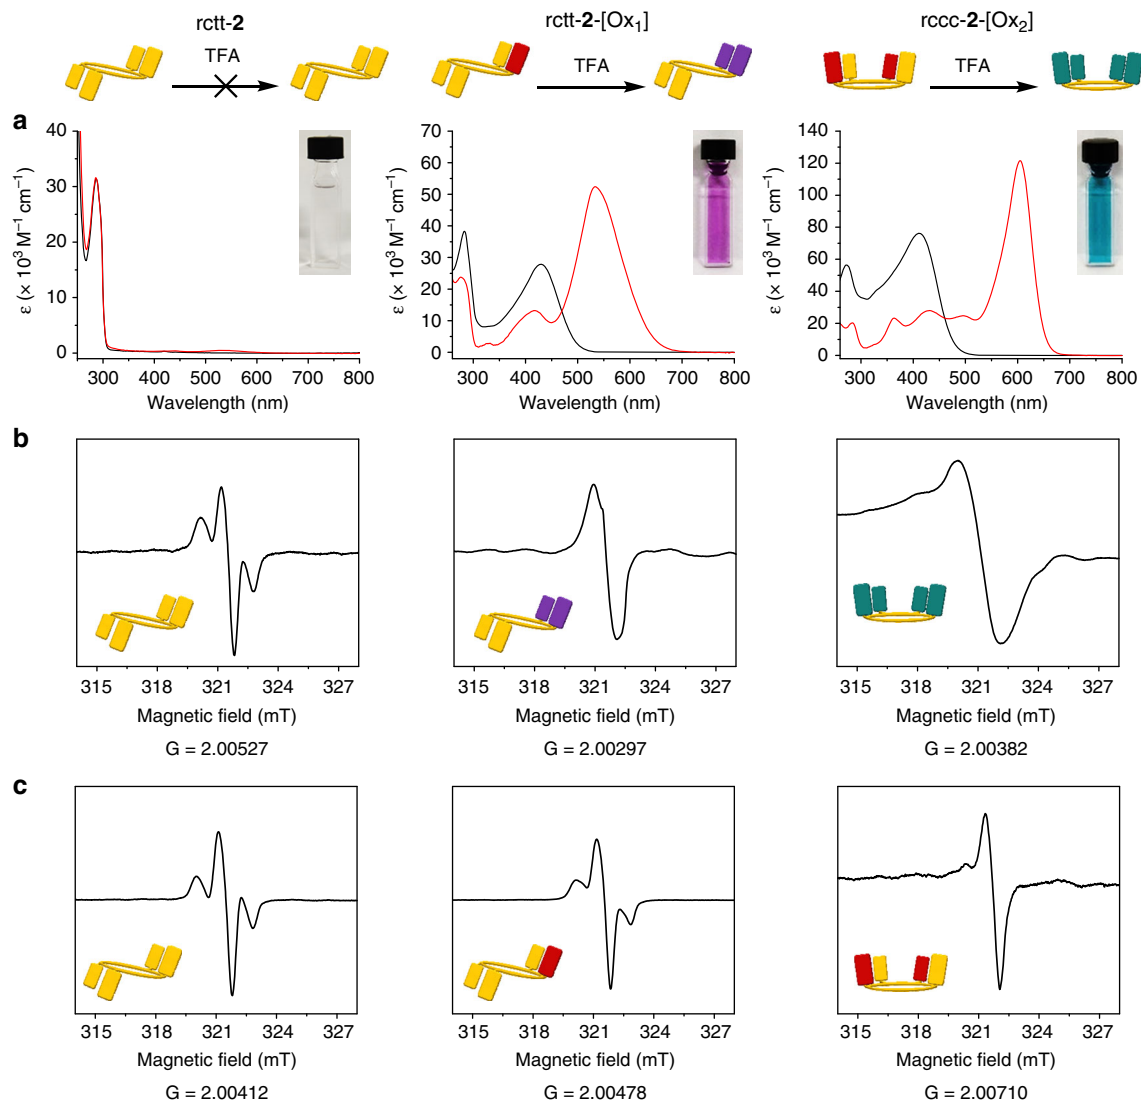 rctt-2
rctt-2-[Ox₁]
rccc-2-[Ox₂]
TFA
TFA
TFA
a
40
30
20
10
0
ε (× 10³ M⁻¹ cm⁻¹)
300 400 500 600 700 800
Wavelength (nm)
70
60
50
40
30
20
10
0
ε (× 10³ M⁻¹ cm⁻¹)
300 400 500 600 700 800
Wavelength (nm)
140
120
100
80
60
40
20
0
ε (× 10³ M⁻¹ cm⁻¹)
300 400 500 600 700 800
Wavelength (nm)
b
315 318 321 324 327
Magnetic field (mT)
G = 2.00527
315 318 321 324 327
Magnetic field (mT)
G = 2.00297
315 318 321 324 327
Magnetic field (mT)
G = 2.00382
c
315 318 321 324 327
Magnetic field (mT)
G = 2.00412
315 318 321 324 327
Magnetic field (mT)
G = 2.00478
315 318 321 324 327
Magnetic field (mT)
G = 2.00710